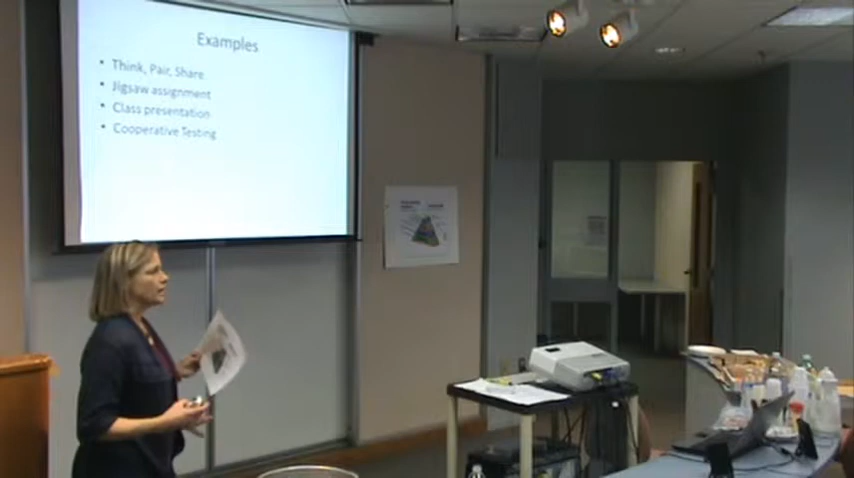 Examples
• Think, Pair, Share
• Jigsaw assignment
• Class presentation
• Cooperative Testing